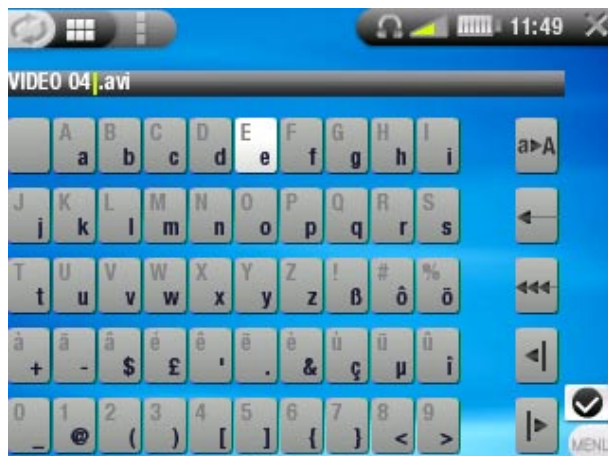 11:49
VIDEO 04 .avi
A a B b C c D d E e F f G g H h I i a▸A
J j K k L l M m N n O o P p Q q R r S s
T t U u V v W w X x Y y Z z ! ß # ô % ö
à + ä - â $ é £ ê ' ë . è & ù ç ü µ û î
0 _ 1 @ 2 ( 3 ) 4 [ 5 ] 6 { 7 } 8 < 9 >
MENU